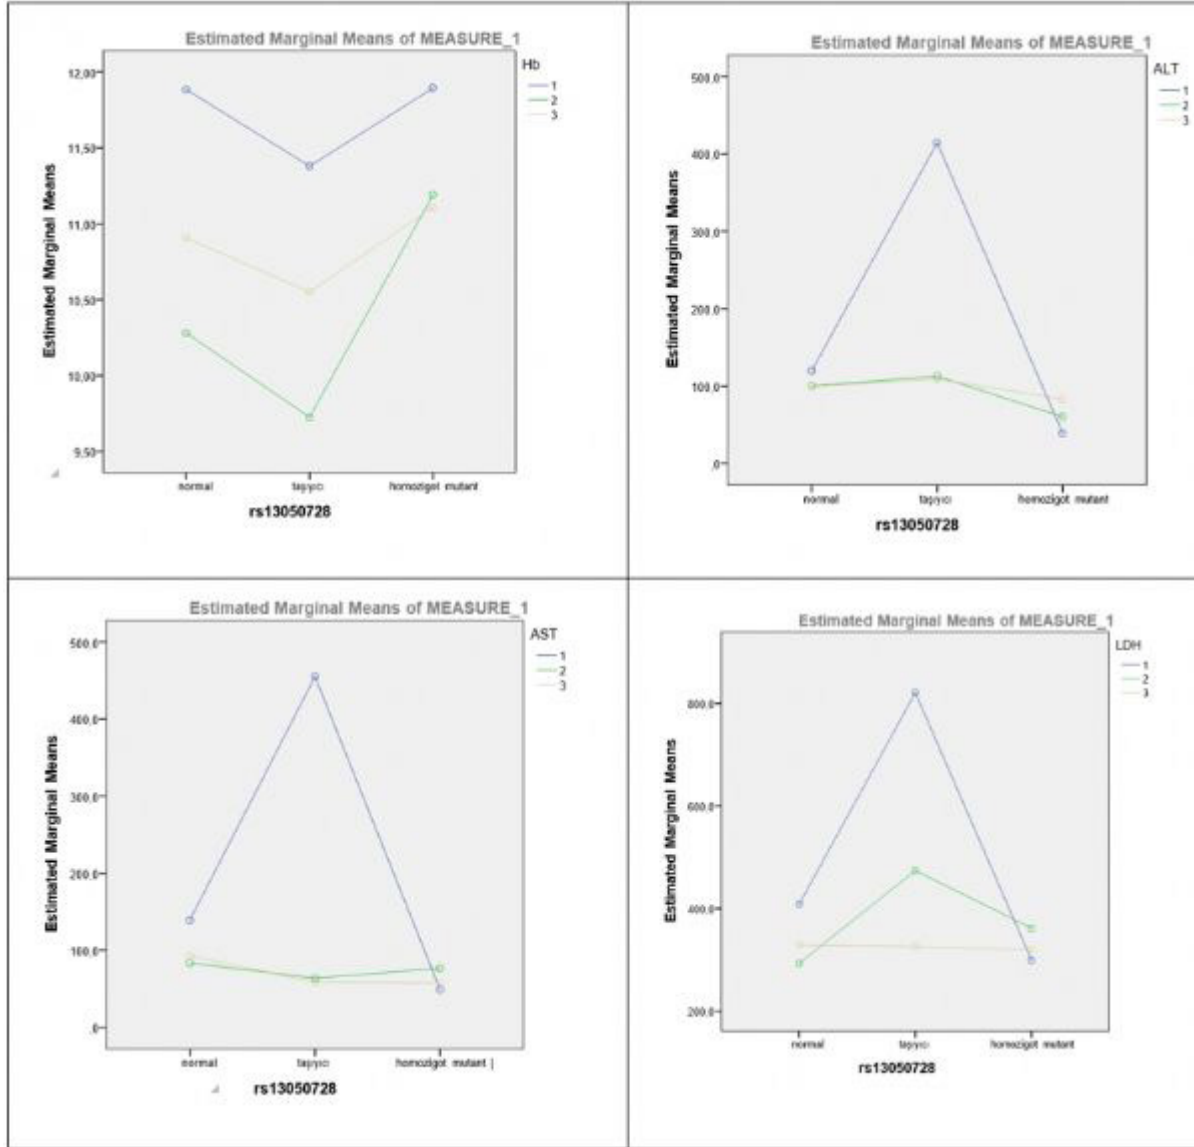 Estimated Marginal Means of MEASURE_1
Hb
1
2
3
12.00
11.50
11.00
10.50
10.00
9.50
Estimated Marginal Means
normal
taşıyıcı
homozigot mutant
rs13050728
Estimated Marginal Means of MEASURE_1
ALT
1
2
3
500.0
400.0
300.0
200.0
100.0
.0
Estimated Marginal Means
normal
taşıyıcı
homozigot mutant
rs13050728
Estimated Marginal Means of MEASURE_1
AST
1
2
3
500.0
400.0
300.0
200.0
100.0
.0
Estimated Marginal Means
normal
taşıyıcı
homozigot mutant
rs13050728
Estimated Marginal Means of MEASURE_1
LDH
1
2
3
800.0
600.0
400.0
200.0
Estimated Marginal Means
normal
taşıyıcı
homozigot mutant
rs13050728